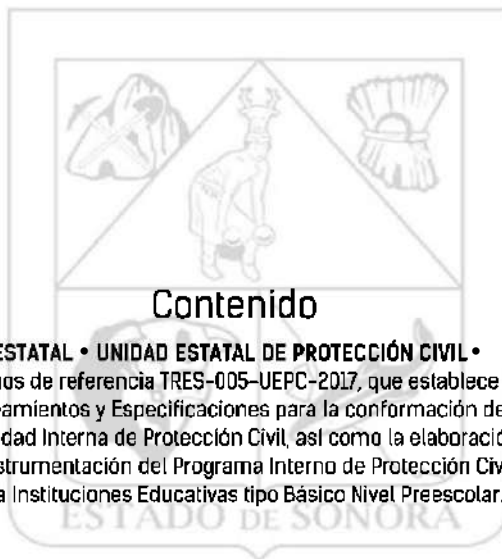 Contenido
ESTATAL • UNIDAD ESTATAL DE PROTECCIÓN CIVIL •
de referencia TRES-005-UEPC-2017, que establece
y Especificaciones para la conformación de
Interna de Protección Civil, así como la
del Programa Interno de Protección
Instituciones Educativas tipo Básico Nivel Preescolar.
ESTADO DE SONORA